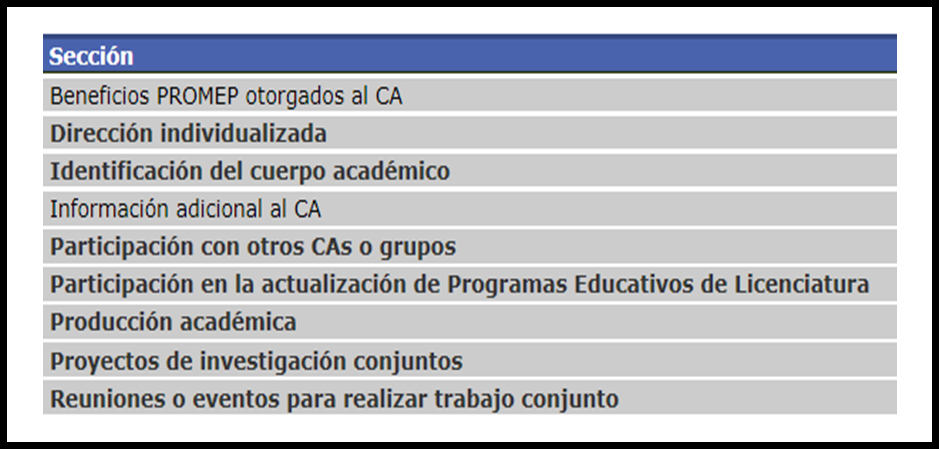 Sección
Beneficios PROMEP otorgados al CA
Dirección individualizada
Identificación del cuerpo académico
Información adicional al CA
Participación con otros CAs o grupos
Participación en la actualización de Programas Educativos de Licenciatura
Producción académica
Proyectos de investigación conjuntos
Reuniones o eventos para realizar trabajo conjunto